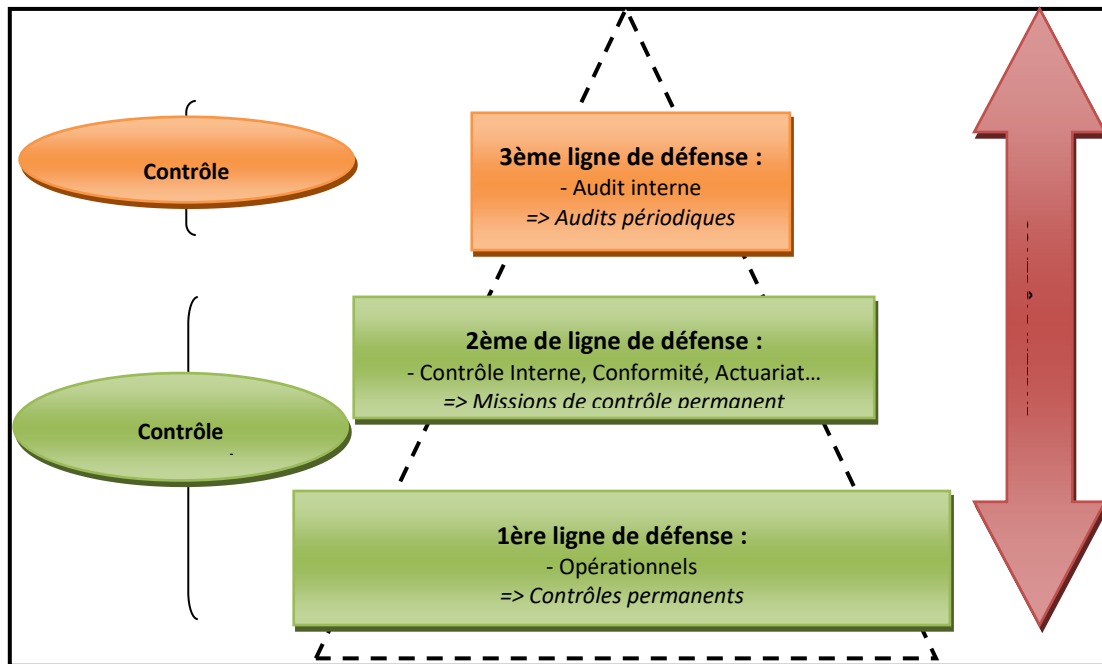 Contrôle
3ème ligne de défense :
- Audit interne
=> Audits périodiques
2ème de ligne de défense :
- Contrôle Interne, Conformité, Actuariat…
=> Missions de contrôle permanent
Contrôle
1ère ligne de défense :
- Opérationnels
=> Contrôles permanents